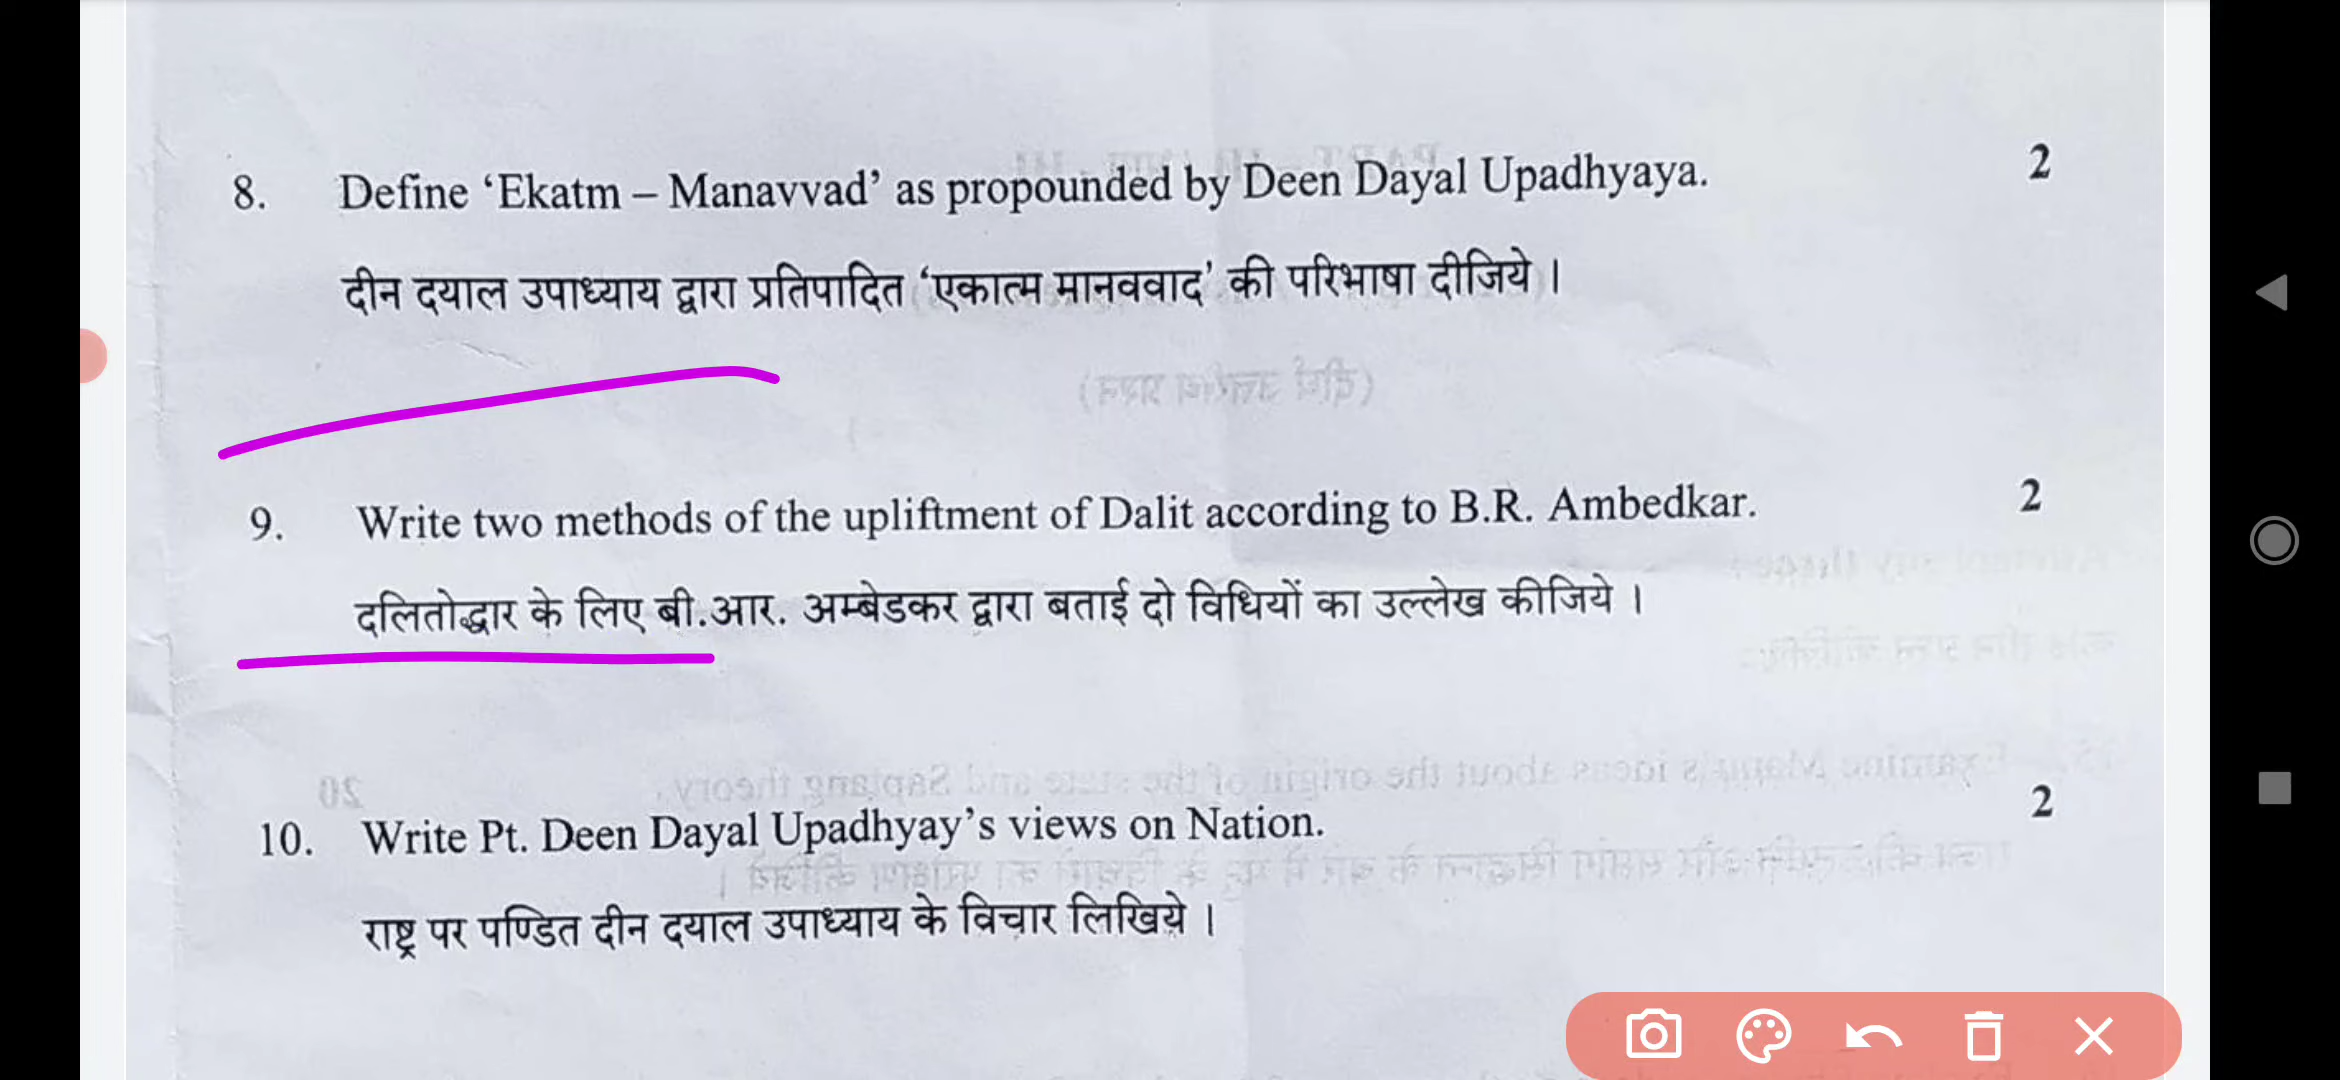 8. Define ‘Ekatm – Manavvad’ as propounded by Deen Dayal Upadhyaya. 2
दीन दयाल उपाध्याय द्वारा प्रतिपादित ‘एकात्म मानववाद’ की परिभाषा दीजिये ।
9. Write two methods of the upliftment of Dalit according to B.R. Ambedkar. 2
दलितोद्धार के लिए बी.आर. अम्बेडकर द्वारा बताई दो विधियों का उल्लेख कीजिये ।
10. Write Pt. Deen Dayal Upadhyay’s views on Nation. 2
राष्ट्र पर पण्डित दीन दयाल उपाध्याय के विचार लिखिये ।